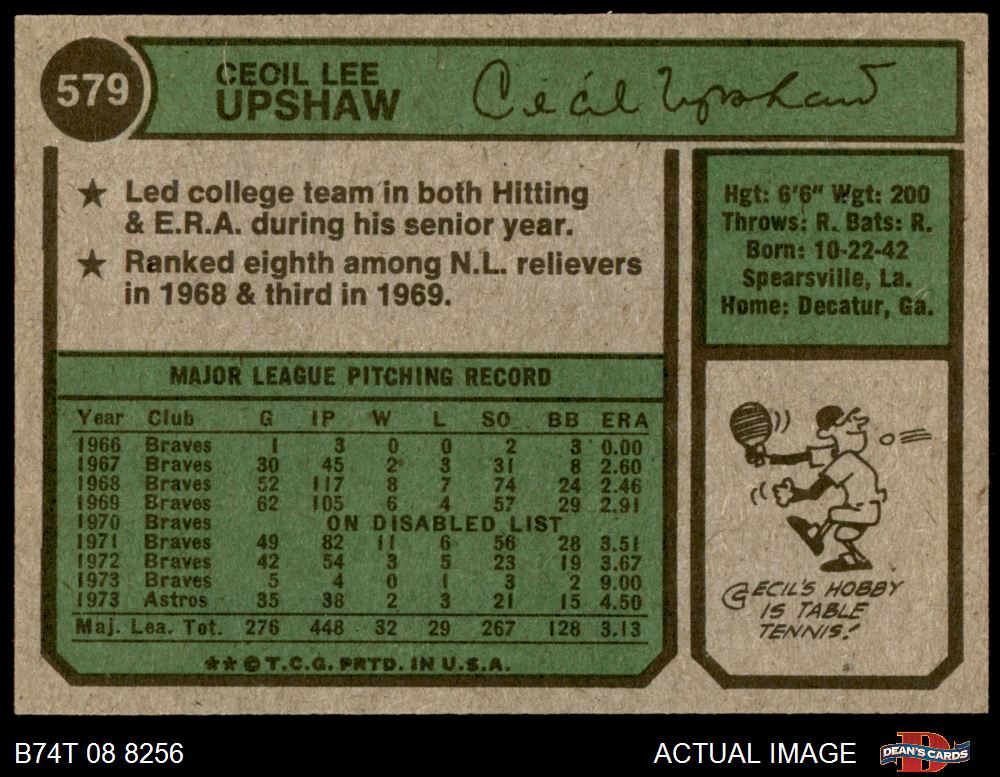 579
CECIL LEE
UPSHAW
Cecil Upshaw
★ Led college team in both Hitting
& E.R.A. during his senior year.
★ Ranked eighth among N.L. relievers
in 1968 & third in 1969.
Hgt: 6'6" Wgt: 200
Throws: R. Bats: R.
Born: 10-22-42
Spearsville, La.
Home: Decatur, Ga.
MAJOR LEAGUE PITCHING RECORD
Year Club G IP W L SO BB ERA
1966 Braves 1 3 0 0 2 3 0.00
1967 Braves 30 45 2 3 31 8 2.60
1968 Braves 52 117 8 7 74 24 2.46
1969 Braves 62 105 6 4 57 29 2.91
1970 Braves ON DISABLED LIST
1971 Braves 49 82 11 6 56 28 3.51
1972 Braves 42 54 3 5 23 19 3.67
1973 Braves 5 4 0 1 3 2 9.00
1973 Astros 35 38 2 3 21 15 4.50
Maj. Lea. Tot. 276 448 32 29 267 128 3.13
★★ © T.C.G. PRTD. IN U.S.A.
CECIL'S HOBBY
IS TABLE
TENNIS!
B74T 08 8256
ACTUAL IMAGE
DEAN'S CARDS